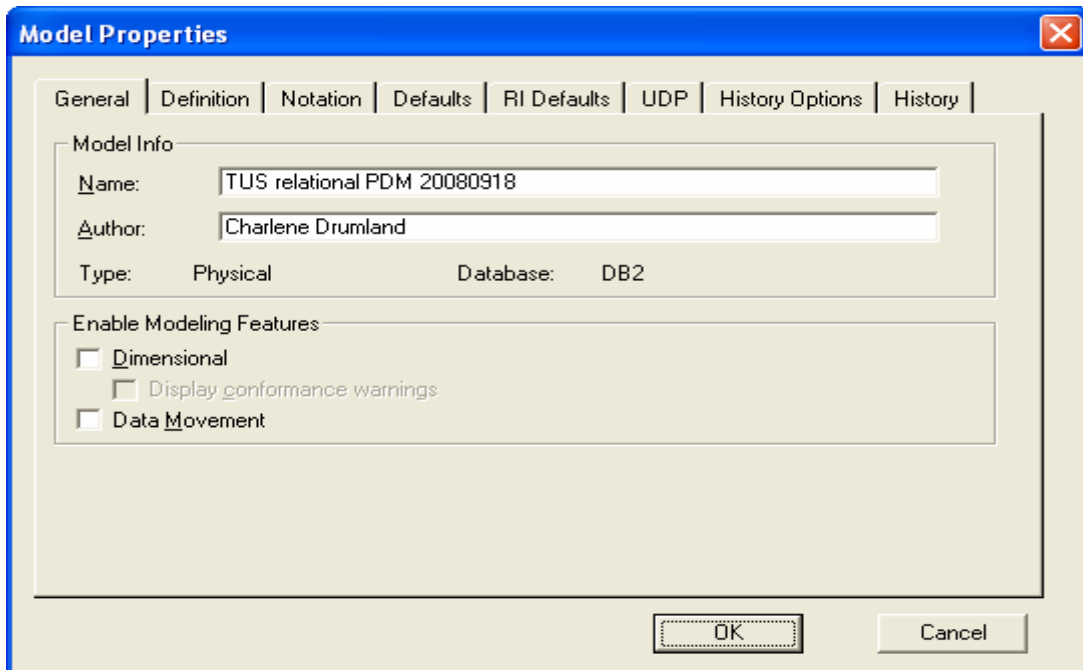 Model Properties
General Definition Notation Defaults RI Defaults UDP History Options History
Model Info
Name: TUS relational PDM 20080918
Author: Charlene Drumland
Type: Physical Database: DB2
Enable Modeling Features
Dimensional
Display conformance warnings
Data Movement
OK Cancel